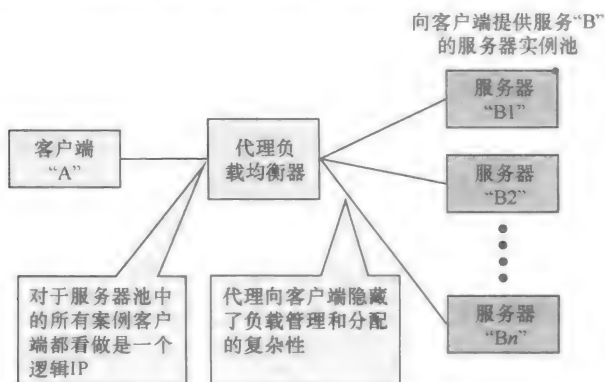 向客户端提供服务“B”
的服务器实例池
服务器
“B1”
客户端
“A”
代理负
载均衡器
服务器
“B2”
对于服务器池中
的所有案例客户
端都看做是一个
逻辑IP
代理向客户端隐藏
了负载管理和分配
的复杂性
服务器
“Bn”